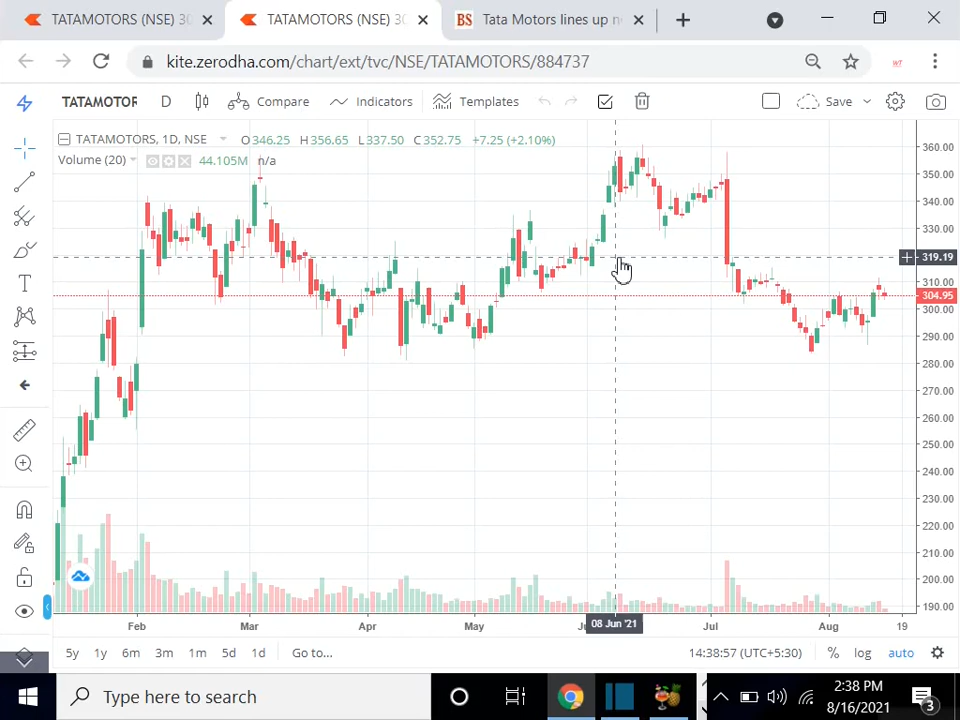 TATAMOTORS (NSE) 30
TATAMOTORS (NSE) 30
BS Tata Motors lines up n
kite.zerodha.com/chart/ext/tvc/NSE/TATAMOTORS/884737
WT
TATAMOTOR D Compare Indicators Templates Save
TATAMOTORS, 1D, NSE O346.25 H356.65 L337.50 C352.75 +7.25 (+2.10%)
Volume (20) 44.105M n/a
360.00
350.00
340.00
330.00
319.19
310.00
304.95
300.00
290.00
280.00
270.00
260.00
250.00
240.00
230.00
220.00
210.00
200.00
190.00
Feb Mar Apr May Ju 08 Jun '21 Jul Aug 19
5y 1y 6m 3m 1m 5d 1d Go to... 14:38:57 (UTC+5:30) % log auto
Type here to search
2:38 PM
8/16/2021
3